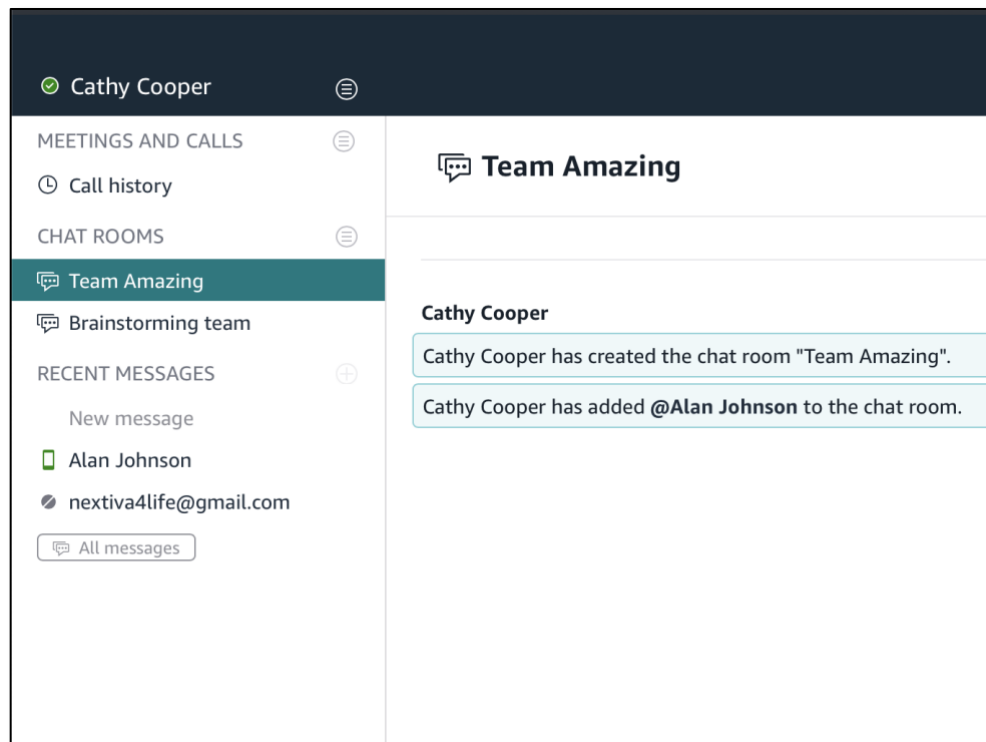 Cathy Cooper
MEETINGS AND CALLS
Call history
CHAT ROOMS
Team Amazing
Brainstorming team
RECENT MESSAGES
New message
Alan Johnson
nextiva4life@gmail.com
All messages
Team Amazing
Cathy Cooper
Cathy Cooper has created the chat room "Team Amazing".
Cathy Cooper has added @Alan Johnson to the chat room.